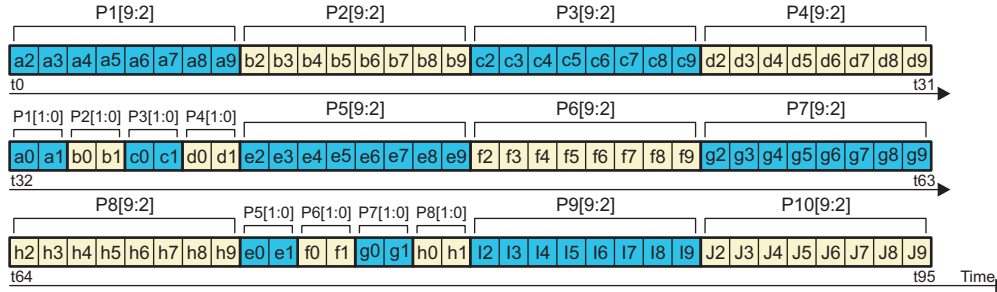 P1[9:2] P2[9:2] P3[9:2] P4[9:2]
a2 a3 a4 a5 a6 a7 a8 a9 b2 b3 b4 b5 b6 b7 b8 b9 c2 c3 c4 c5 c6 c7 c8 c9 d2 d3 d4 d5 d6 d7 d8 d9
t0 t31
P1[1:0] P2[1:0] P3[1:0] P4[1:0] P5[9:2] P6[9:2] P7[9:2]
a0 a1 b0 b1 c0 c1 d0 d1 e2 e3 e4 e5 e6 e7 e8 e9 f2 f3 f4 f5 f6 f7 f8 f9 g2 g3 g4 g5 g6 g7 g8 g9
t32 t63
P8[9:2] P5[1:0] P6[1:0] P7[1:0] P8[1:0] P9[9:2] P10[9:2]
h2 h3 h4 h5 h6 h7 h8 h9 e0 e1 f0 f1 g0 g1 h0 h1 I2 I3 I4 I5 I6 I7 I8 I9 J2 J3 J4 J5 J6 J7 J8 J9
t64 t95 Time